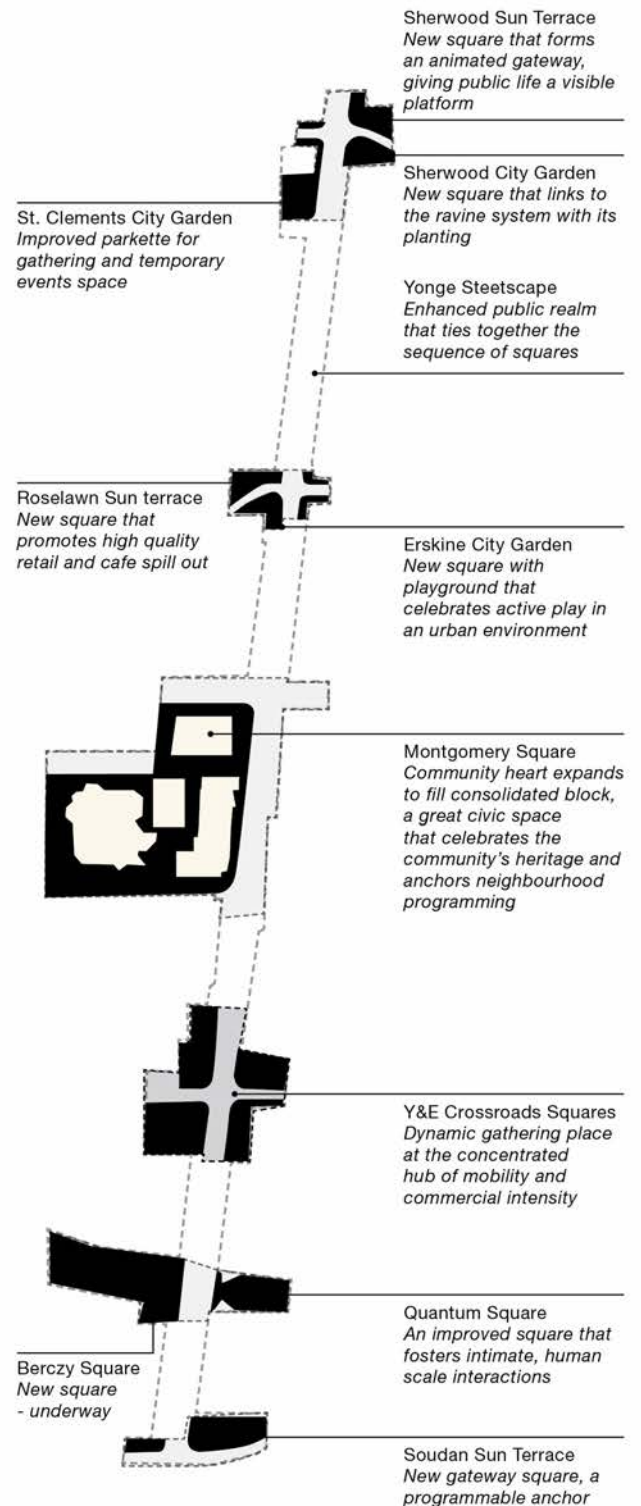 Sherwood Sun Terrace
New square that forms
an animated gateway,
giving public life a visible
platform
Sherwood City Garden
New square that links to
the ravine system with its
planting
St. Clements City Garden
Improved parkette for
gathering and temporary
events space
Yonge Steetscape
Enhanced public realm
that ties together the
sequence of squares
Roselawn Sun terrace
New square that
promotes high quality
retail and cafe spill out
Erskine City Garden
New square with
playground that
celebrates active play in
an urban environment
Montgomery Square
Community heart expands
to fill consolidated block,
a great civic space
that celebrates the
community's heritage and
anchors neighbourhood
programming
Y&E Crossroads Squares
Dynamic gathering place
at the concentrated
hub of mobility and
commercial intensity
Quantum Square
An improved square that
fosters intimate, human
scale interactions
Berczy Square
New square
- underway
Soudan Sun Terrace
New gateway square, a
programmable anchor